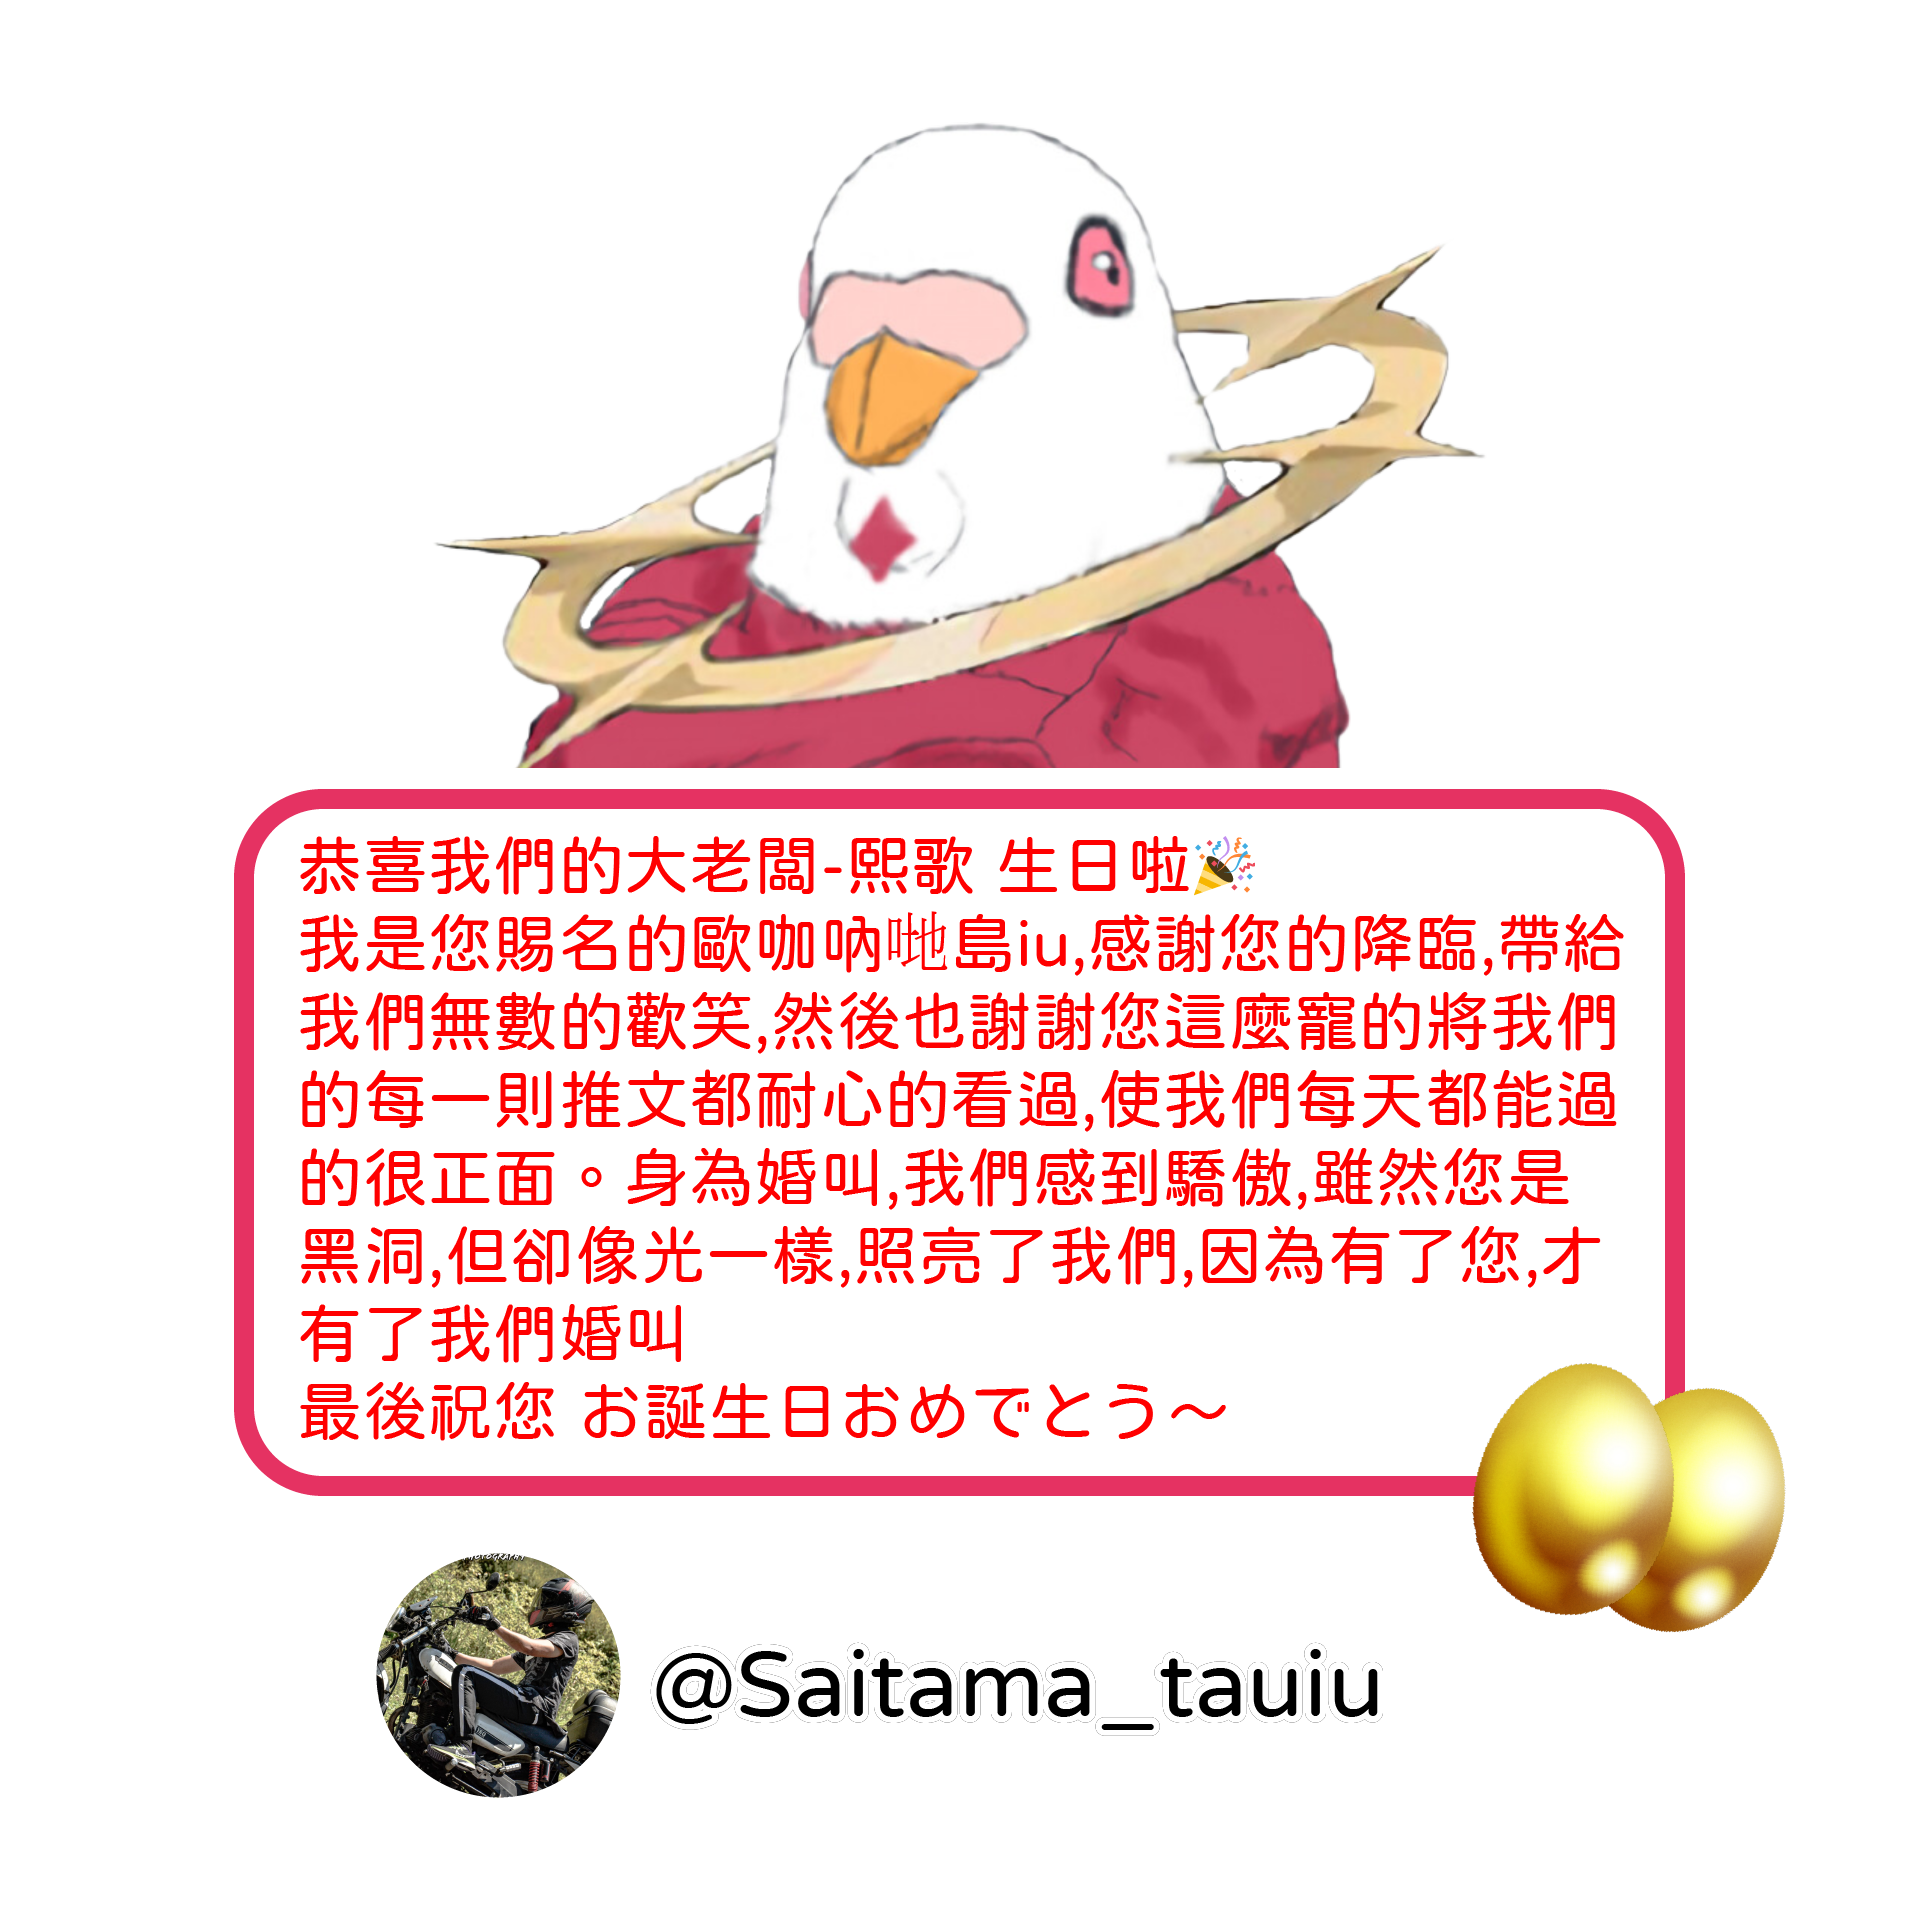 恭喜我們的大老闆-熙歌 生日啦🎉
我是您賜名的歐咖吶哋島iu,感謝您的降臨,帶給
我們無數的歡笑,然後也謝謝您這麼寵的將我們
的每一則推文都耐心的看過,使我們每天都能過
的很正面。身為婚叫,我們感到驕傲,雖然您是
黑洞,但卻像光一樣,照亮了我們,因為有了您,才
有了我們婚叫
最後祝您 お誕生日おめでとう～
@Saitama_tauiu